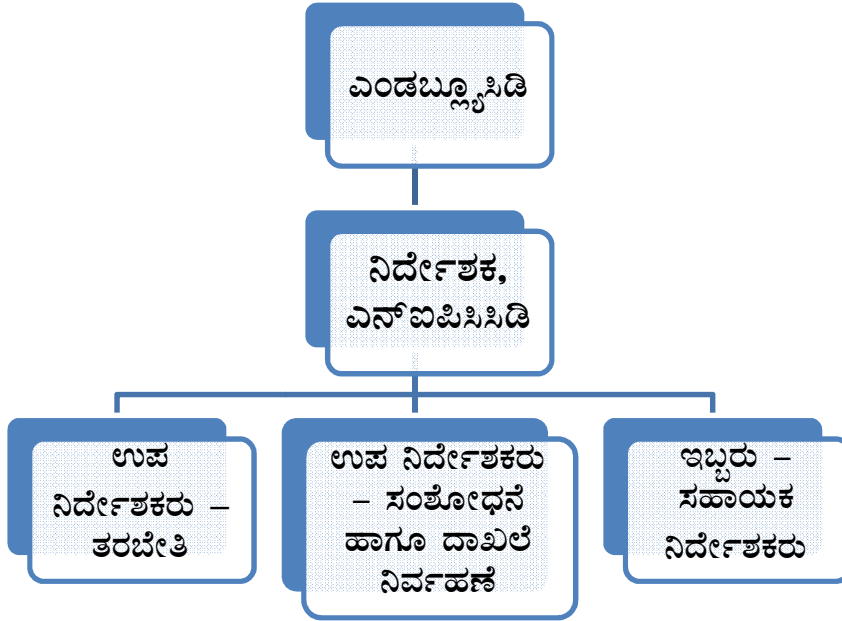 ಎಂಡಬ್ಲ್ಯೂಸಿಡಿ
ನಿರ್ದೇಶಕ,
ಎನ್‌ಐಪಿಸಿಸಿಡಿ
ಉಪ
ನಿರ್ದೇಶಕರು –
ತರಬೇತಿ
ಉಪ ನಿರ್ದೇಶಕರು
– ಸಂಶೋಧನೆ
ಹಾಗೂ ದಾಖಲೆ
ನಿರ್ವಹಣೆ
ಇಬ್ಬರು –
ಸಹಾಯಕ
ನಿರ್ದೇಶಕರು